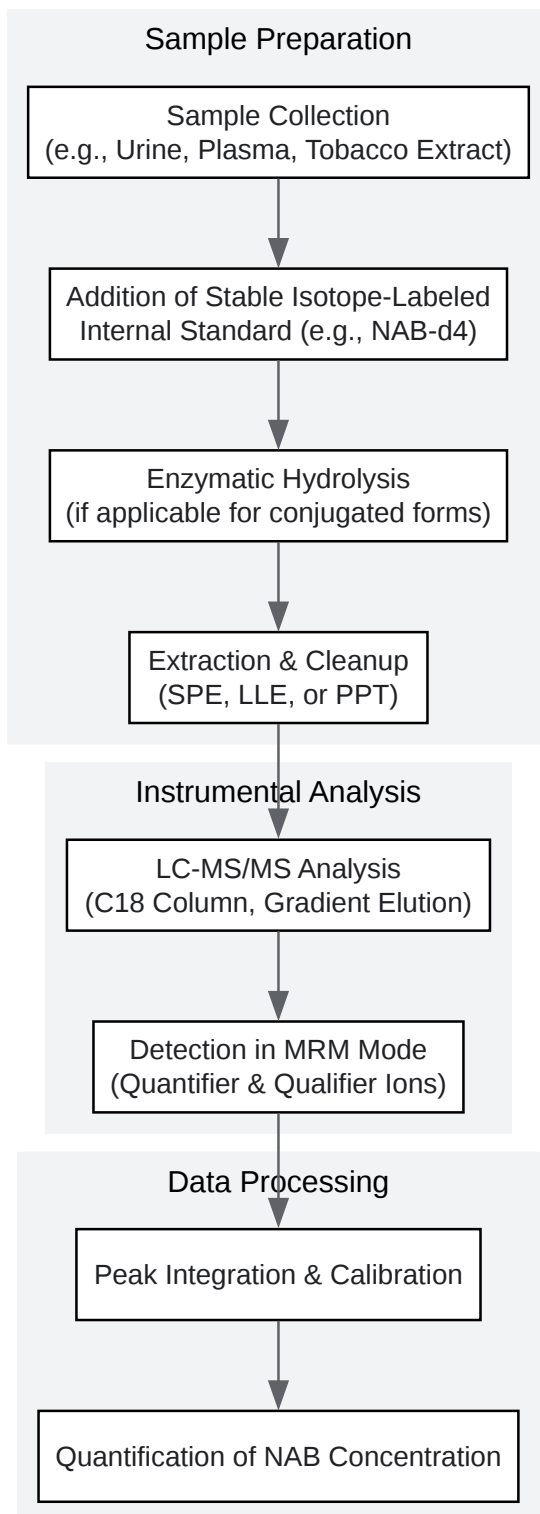 Sample Preparation
Sample Collection
(e.g., Urine, Plasma, Tobacco Extract)
Addition of Stable Isotope-Labeled
Internal Standard (e.g., NAB-d4)
Enzymatic Hydrolysis
(if applicable for conjugated forms)
Extraction & Cleanup
(SPE, LLE, or PPT)
Instrumental Analysis
LC-MS/MS Analysis
(C18 Column, Gradient Elution)
Detection in MRM Mode
(Quantifier & Qualifier Ions)
Data Processing
Peak Integration & Calibration
Quantification of NAB Concentration